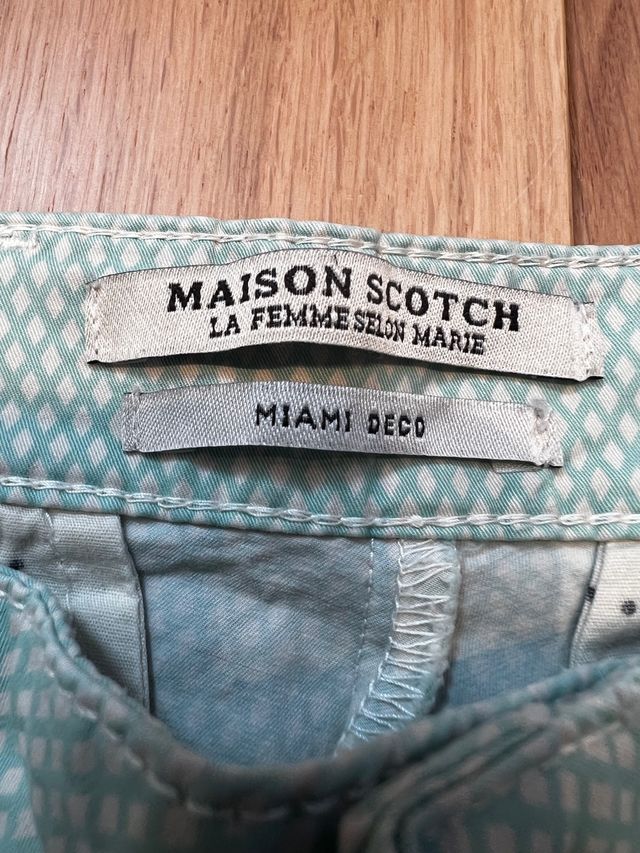 MAISON SCOTCH
LA FEMME SELON MARIE
MIAMI DECO